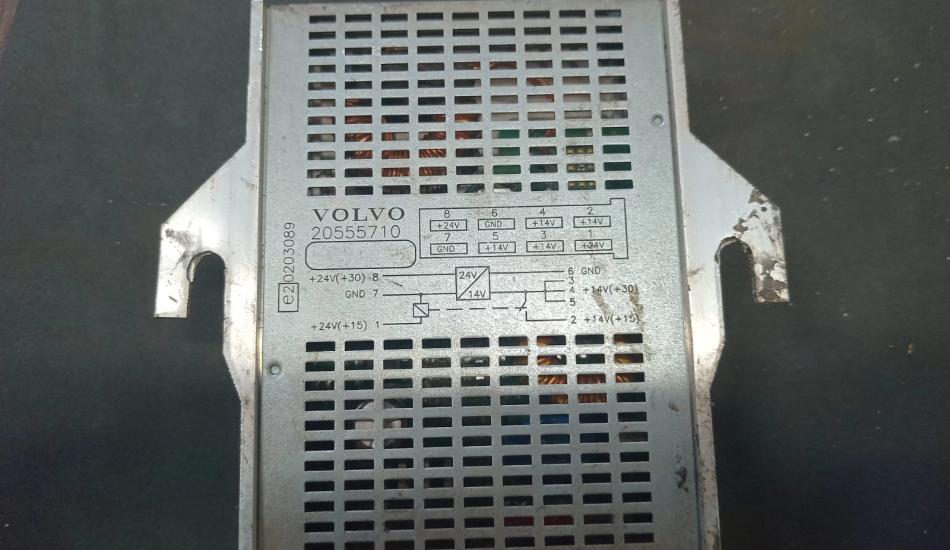 VOLVO
20555710
8 6 4 2
+24V GND +14V +14V
7 5 3 1
GND +14V +14V +24V
e2 0203089
+24V(+30) 8
GND 7
+24V(+15) 1
24V
14V
6 GND
3
4 +14V(+30)
5
2 +14V(+15)